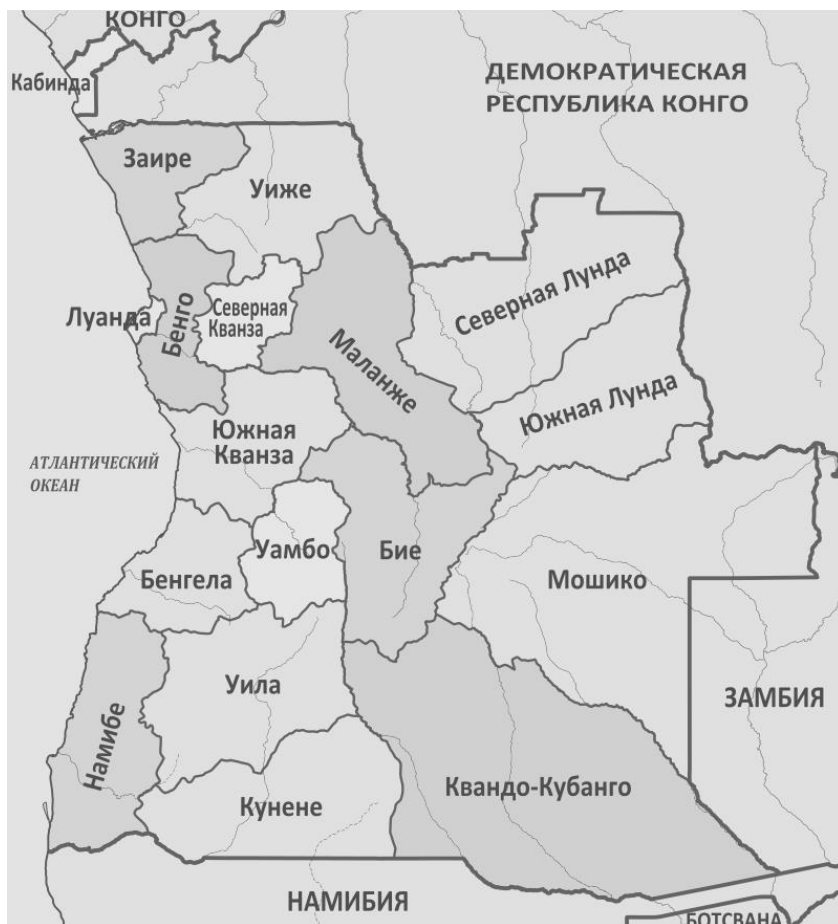 КОНГО
Кабинда
ДЕМОКРАТИЧЕСКАЯ
РЕСПУБЛИКА КОНГО
Заире
Уиже
Северная Лунда
Луанда
Бенго
Северная
Кванза
Маланже
Южная Лунда
Южная
Кванза
АТЛАНТИЧЕСКИЙ
ОКЕАН
Уамбо
Бие
Бенгела
Мошико
Уила
ЗАМБИЯ
Намибе
Квандо-Кубанго
Кунене
НАМИБИЯ
БОТСВАНА